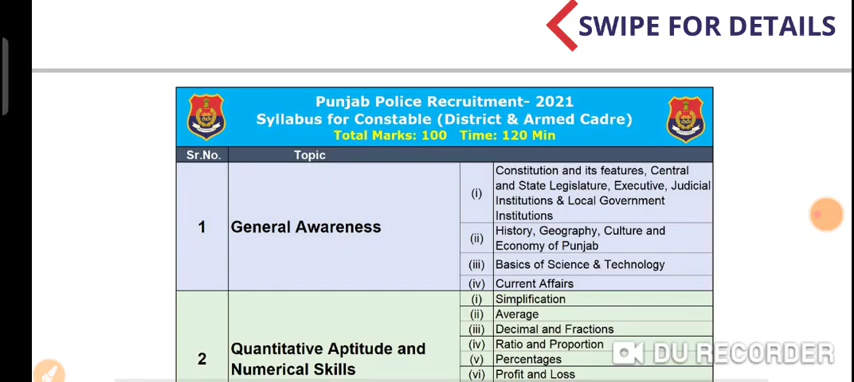 SWIPE FOR DETAILS
Punjab Police Recruitment- 2021
Syllabus for Constable (District & Armed Cadre)
Total Marks: 100 Time: 120 Min
Sr.No. Topic
1 General Awareness
(i) Constitution and its features, Central
and State Legislature, Executive, Judicial
Institutions & Local Government
Institutions
(ii) History, Geography, Culture and
Economy of Punjab
(iii) Basics of Science & Technology
(iv) Current Affairs
2 Quantitative Aptitude and
Numerical Skills
(i) Simplification
(ii) Average
(iii) Decimal and Fractions
(iv) Ratio and Proportion
(v) Percentages
(vi) Profit and Loss
DU RECORDER